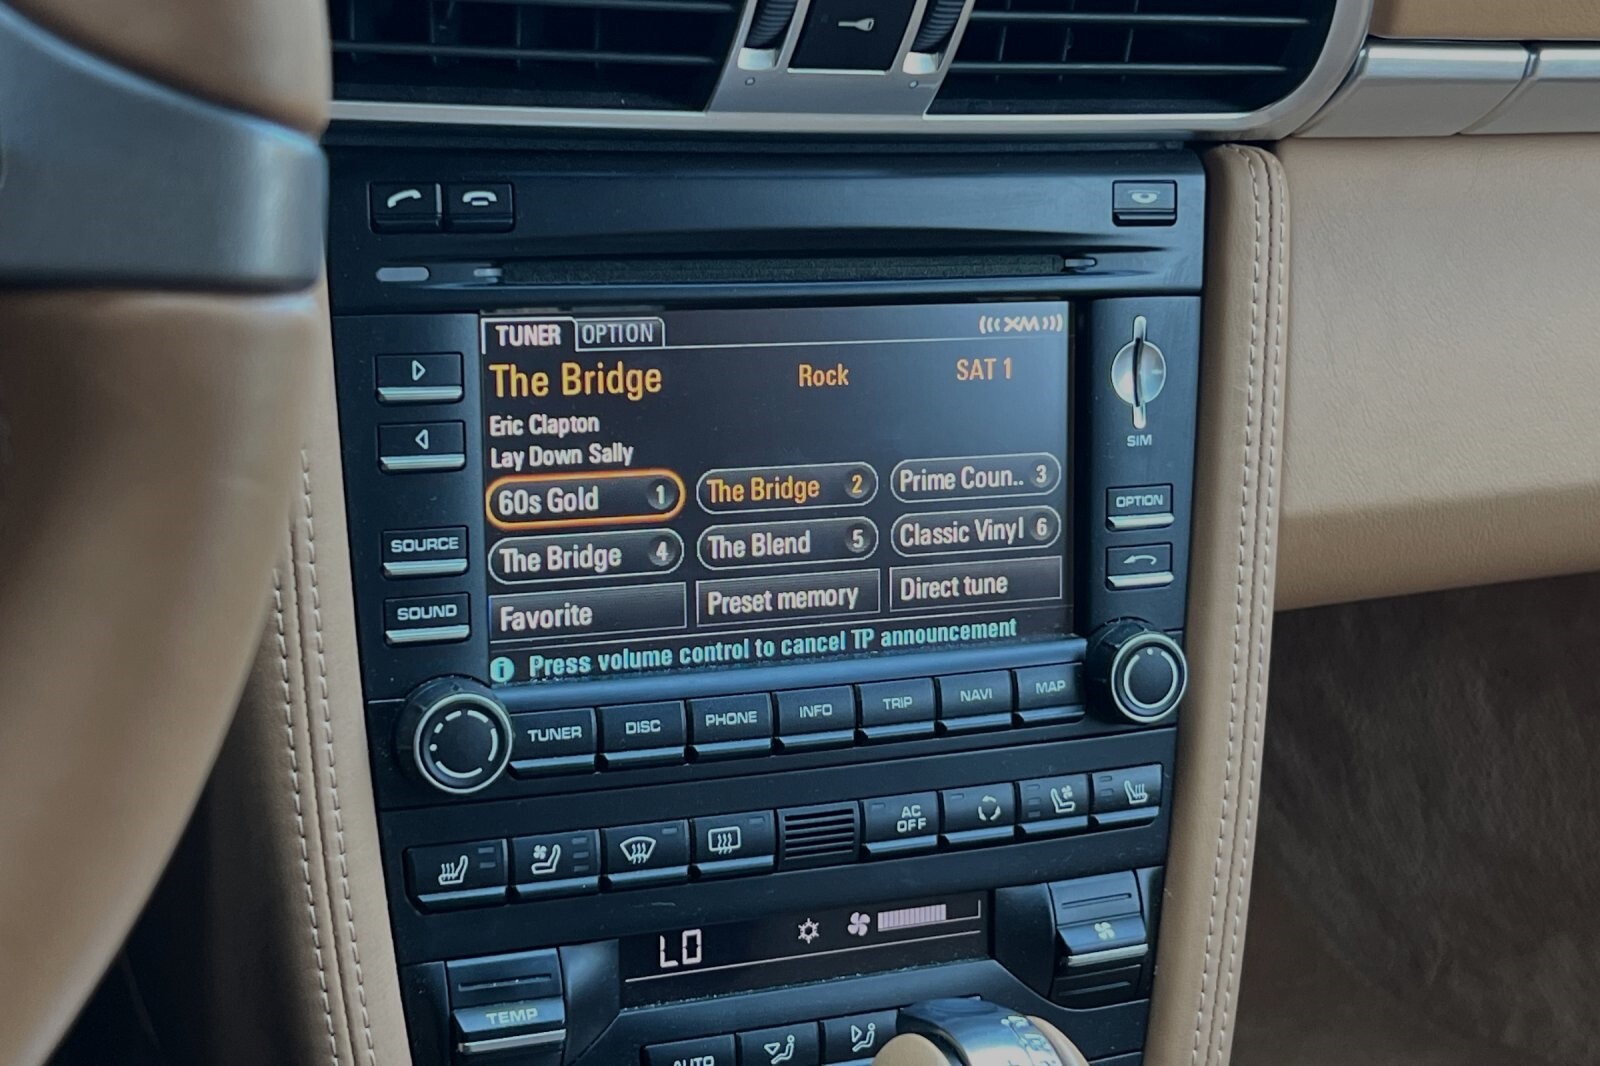 TUNER OPTION XM
The Bridge Rock SAT 1
Eric Clapton
Lay Down Sally
SIM
60s Gold 1 The Bridge 2 Prime Coun.. 3
The Bridge 4 The Blend 5 Classic Vinyl 6
Favorite Preset memory Direct tune
i Press volume control to cancel TP announcement
SOURCE
SOUND
OPTION
TUNER DISC PHONE INFO TRIP NAVI MAP
AC
OFF
LO
TEMP
AUTO